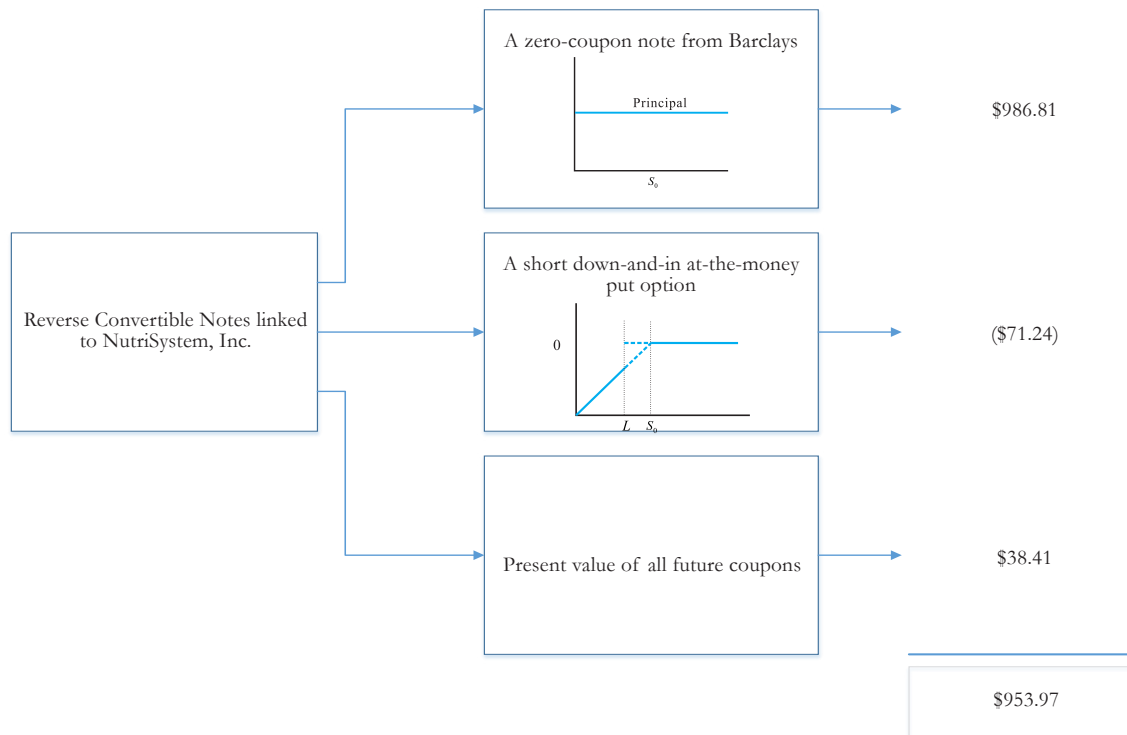 A zero-coupon note from Barclays
Principal
S₀
$986.81
Reverse Convertible Notes linked
to NutriSystem, Inc.
A short down-and-in at-the-money
put option
0
L S₀
($71.24)
Present value of all future coupons
$38.41
$953.97